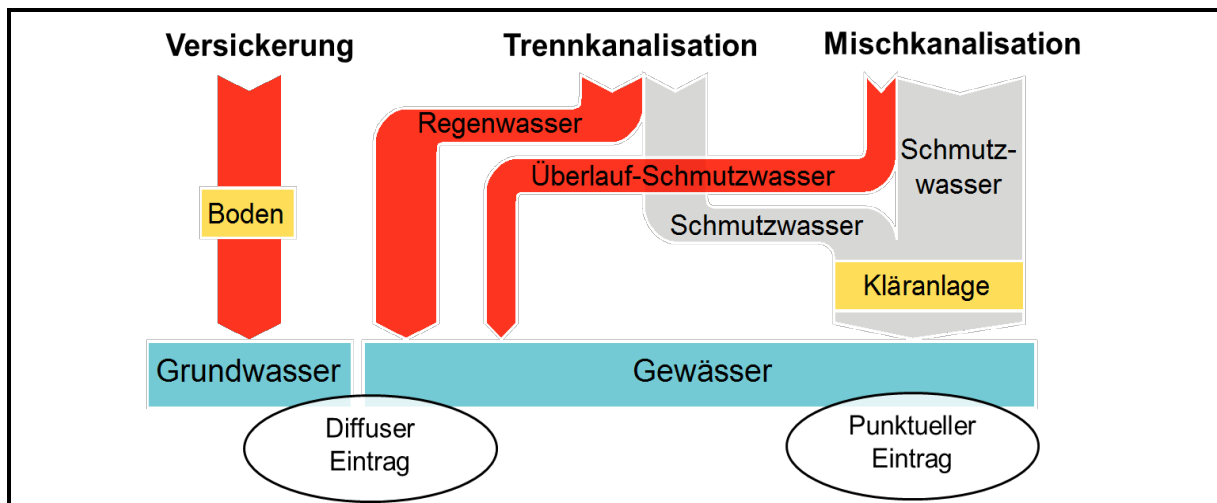 Versickerung
Trennkanalisation
Mischkanalisation
Regenwasser
Überlauf-Schmutzwasser
Schmutz-
wasser
Boden
Schmutzwasser
Kläranlage
Grundwasser
Gewässer
Diffuser
Eintrag
Punktueller
Eintrag